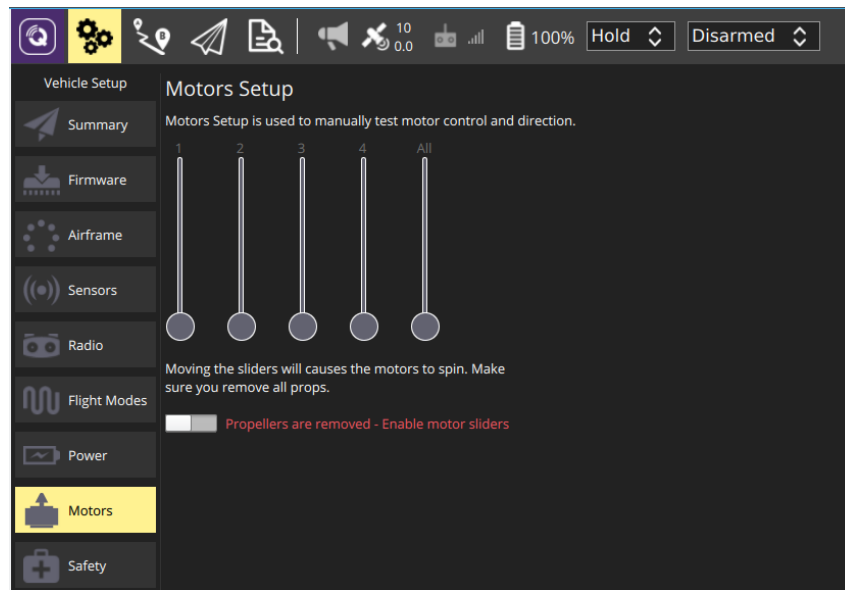 10
0.0
100%
Hold
Disarmed
Vehicle Setup
Summary
Firmware
Airframe
Sensors
Radio
Flight Modes
Power
Motors
Safety
Motors Setup
Motors Setup is used to manually test motor control and direction.
1 2 3 4 All
Moving the sliders will causes the motors to spin. Make
sure you remove all props.
Propellers are removed - Enable motor sliders